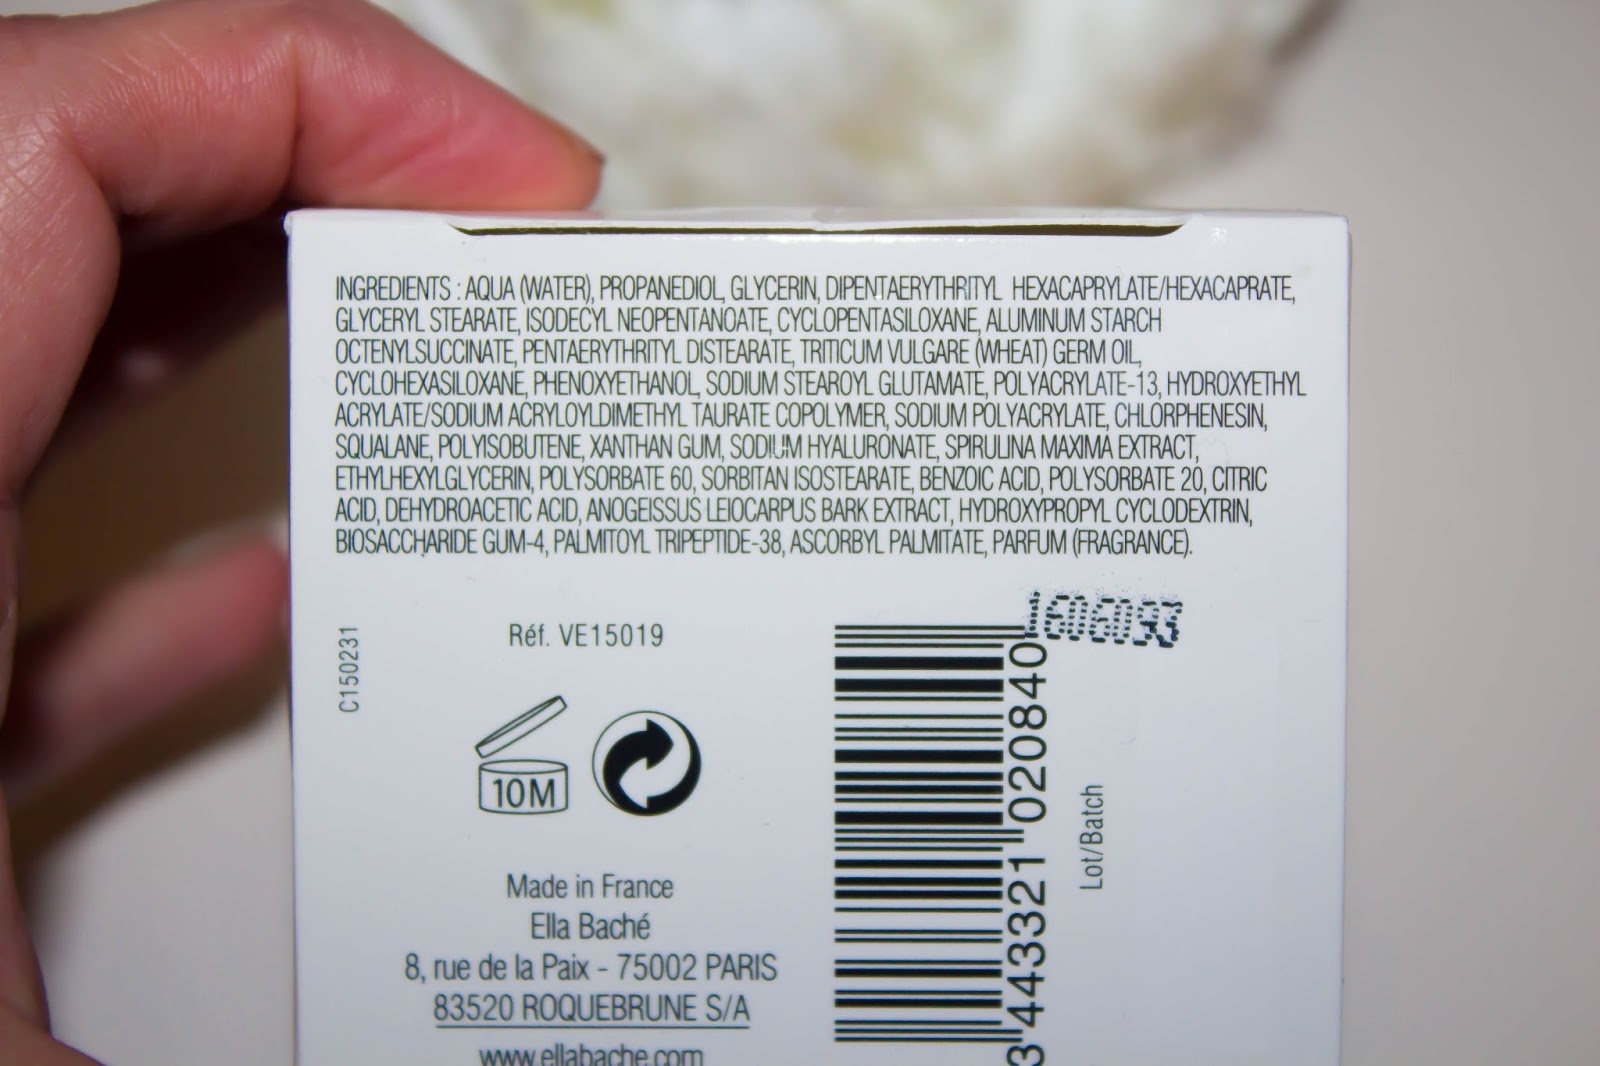 INGREDIENTS : AQUA (WATER), PROPANEDIOL, GLYCERIN, DIPENTAERYTHRITYL HEXACAPRYLATE/HEXACAPRATE,
GLYCERYL STEARATE, ISODECYL NEOPENTANOATE, CYCLOPENTASILOXANE, ALUMINUM STARCH
OCTENYLSUCCINATE, PENTAERYTHRITYL DISTEARATE, TRITICUM VULGARE (WHEAT) GERM OIL,
CYCLOHEXASILOXANE, PHENOXYETHANOL, SODIUM STEAROYL GLUTAMATE, POLYACRYLATE-13, HYDROXYETHYL
ACRYLATE/SODIUM ACRYLOYLDIMETHYL TAURATE COPOLYMER, SODIUM POLYACRYLATE, CHLORPHENESIN,
SQUALANE, POLYISOBUTENE, XANTHAN GUM, SODIUM HYALURONATE, SPIRULINA MAXIMA EXTRACT,
ETHYLHEXYLGLYCERIN, POLYSORBATE 60, SORBITAN ISOSTEARATE, BENZOIC ACID, POLYSORBATE 20, CITRIC
ACID, DEHYDROACETIC ACID, ANOGEISSUS LEIOCARPUS BARK EXTRACT, HYDROXYPROPYL CYCLODEXTRIN,
BIOSACCHARIDE GUM-4, PALMITOYL TRIPEPTIDE-38, ASCORBYL PALMITATE, PARFUM (FRAGRANCE).
C150231
Réf. VE15019
10M
Made in France
Ella Baché
8, rue de la Paix - 75002 PARIS
83520 ROQUEBRUNE S/A
www.ellabache.com
1606093
3 443321 020840
Lot/Batch